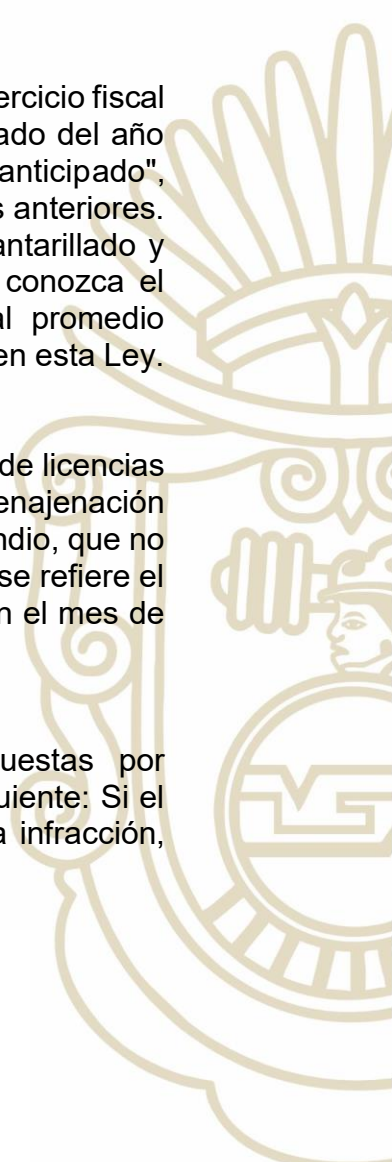 ercicio fiscal
ado del año
anticipado",
s anteriores.
antarillado y
conozca el
al promedio
en esta Ley.
de licencias
enajenación
ndio, que no
se refiere el
n el mes de
uestas por
uiente: Si el
a infracción,